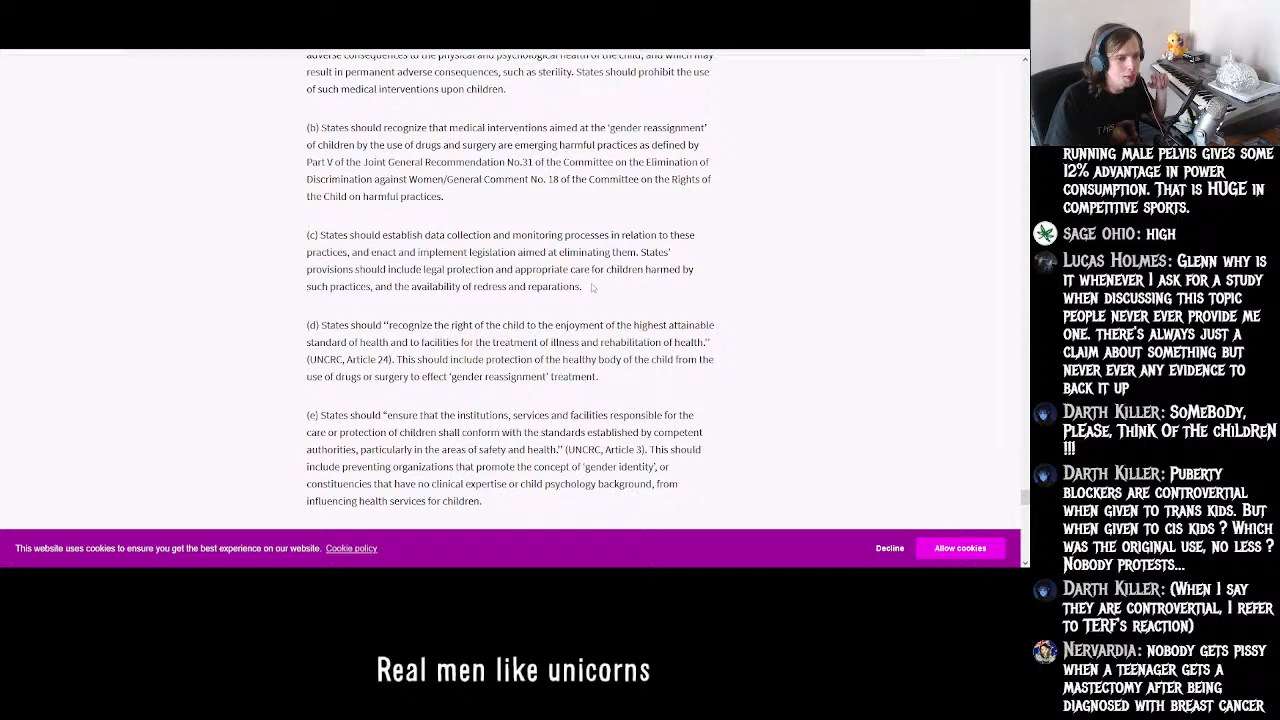 adverse consequences to the physical and psychological health of the child, and which may
result in permanent adverse consequences, such as sterility. States should prohibit the use
of such medical interventions upon children.
(b) States should recognize that medical interventions aimed at the ‘gender reassignment’
of children by the use of drugs and surgery are emerging harmful practices as defined by
Part V of the Joint General Recommendation No.31 of the Committee on the Elimination of
Discrimination against Women/General Comment No. 18 of the Committee on the Rights of
the Child on harmful practices.
(c) States should establish data collection and monitoring processes in relation to these
practices, and enact and implement legislation aimed at eliminating them. States’
provisions should include legal protection and appropriate care for children harmed by
such practices, and the availability of redress and reparations.
(d) States should “recognize the right of the child to the enjoyment of the highest attainable
standard of health and to facilities for the treatment of illness and rehabilitation of health.”
(UNCRC, Article 24). This should include protection of the healthy body of the child from the
use of drugs or surgery to effect ‘gender reassignment’ treatment.
(e) States should “ensure that the institutions, services and facilities responsible for the
care or protection of children shall conform with the standards established by competent
authorities, particularly in the areas of safety and health.” (UNCRC, Article 3). This should
include preventing organizations that promote the concept of ‘gender identity’, or
constituencies that have no clinical expertise or child psychology background, from
influencing health services for children.
This website uses cookies to ensure you get the best experience on our website. Cookie policy
Decline
Allow cookies
Real men like unicorns
RUNNING MALE PELVIS GIVES SOME
12% ADVANTAGE IN POWER
CONSUMPTION. THAT IS HUGE IN
COMPETITIVE SPORTS.
SAGE OHIO: HIGH
LUCAS HOLMES: GLENN WHY IS
IT WHENEVER I ASK FOR A STUDY
WHEN DISCUSSING THIS TOPIC
PEOPLE NEVER EVER PROVIDE ME
ONE. THERE'S ALWAYS JUST A
CLAIM ABOUT SOMETHING BUT
NEVER EVER ANY EVIDENCE TO
BACK IT UP
DARTH KILLER: SOMEBODY,
PLEASE, THINK OF THE CHILDREN
!!!
DARTH KILLER: PUBERTY
BLOCKERS ARE CONTROVERTIAL
WHEN GIVEN TO TRANS KIDS. BUT
WHEN GIVEN TO CIS KIDS ? WHICH
WAS THE ORIGINAL USE, NO LESS ?
NOBODY PROTESTS...
DARTH KILLER: (WHEN I SAY
THEY ARE CONTROVERTIAL, I REFER
TO TERF'S REACTION)
NERVARDIA: NOBODY GETS PISSY
WHEN A TEENAGER GETS A
MASTECTOMY AFTER BEING
DIAGNOSED WITH BREAST CANCER